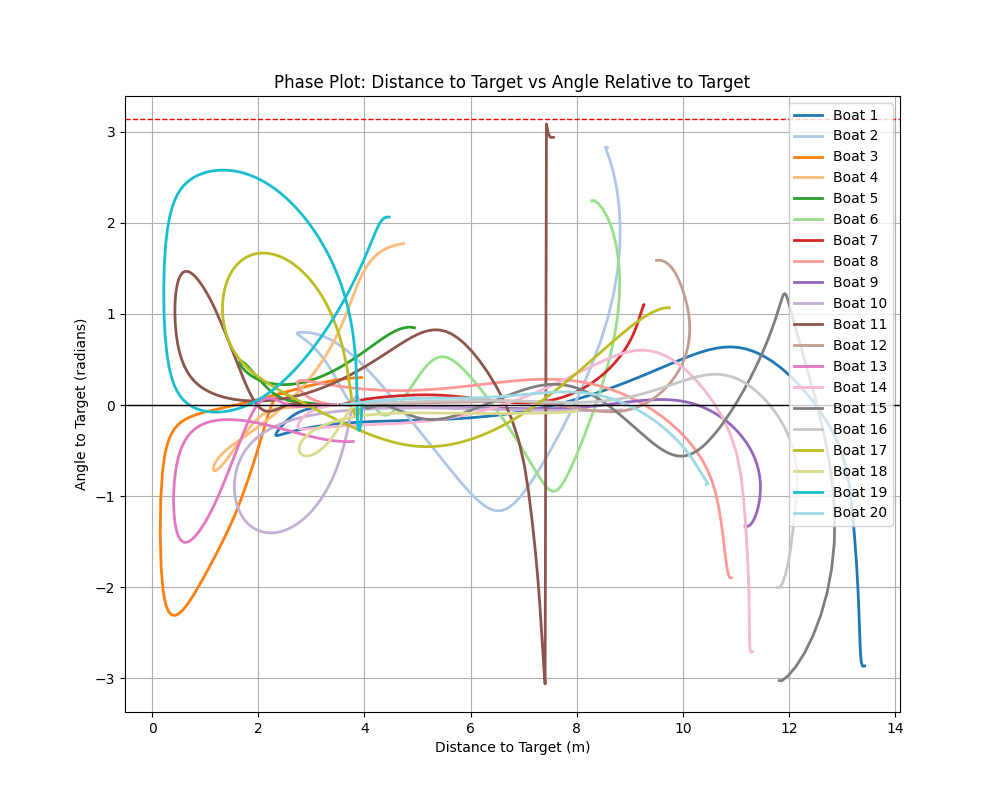 Phase Plot: Distance to Target vs Angle Relative to Target
Angle to Target (radians)
3
2
1
0
−1
−2
−3
0
2
4
6
8
10
12
14
Distance to Target (m)
Boat 1
Boat 2
Boat 3
Boat 4
Boat 5
Boat 6
Boat 7
Boat 8
Boat 9
Boat 10
Boat 11
Boat 12
Boat 13
Boat 14
Boat 15
Boat 16
Boat 17
Boat 18
Boat 19
Boat 20